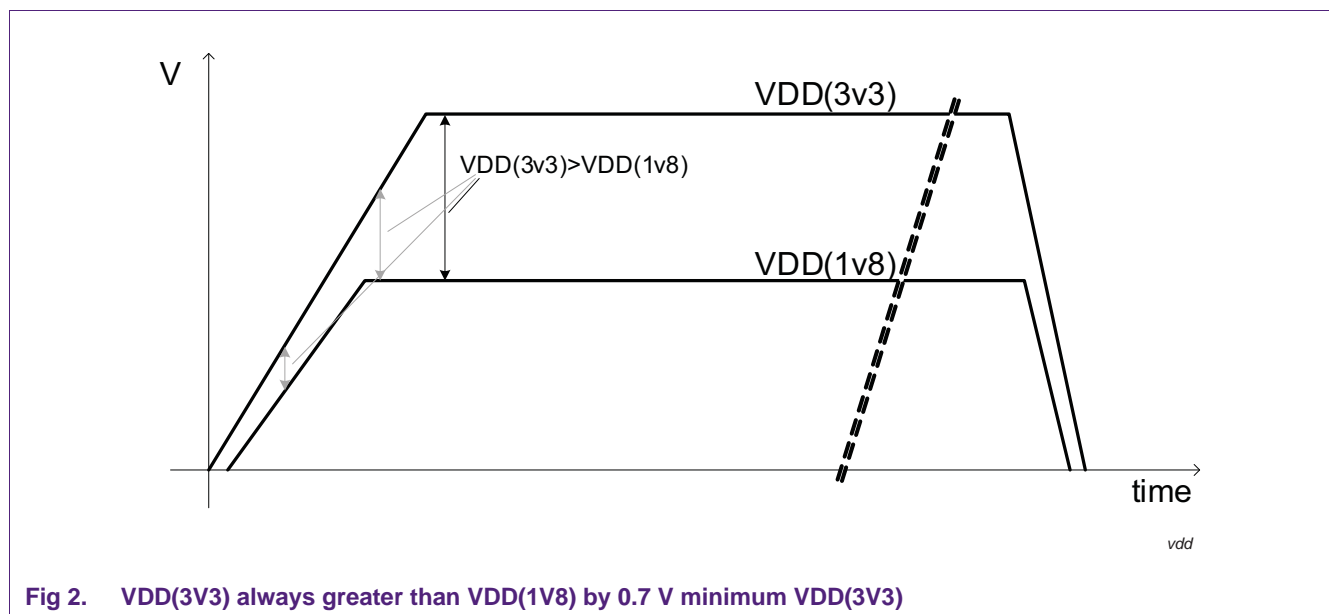 V
VDD(3v3)
VDD(3v3)>VDD(1v8)
VDD(1v8)
time
vdd
Fig 2. VDD(3V3) always greater than VDD(1V8) by 0.7 V minimum VDD(3V3)